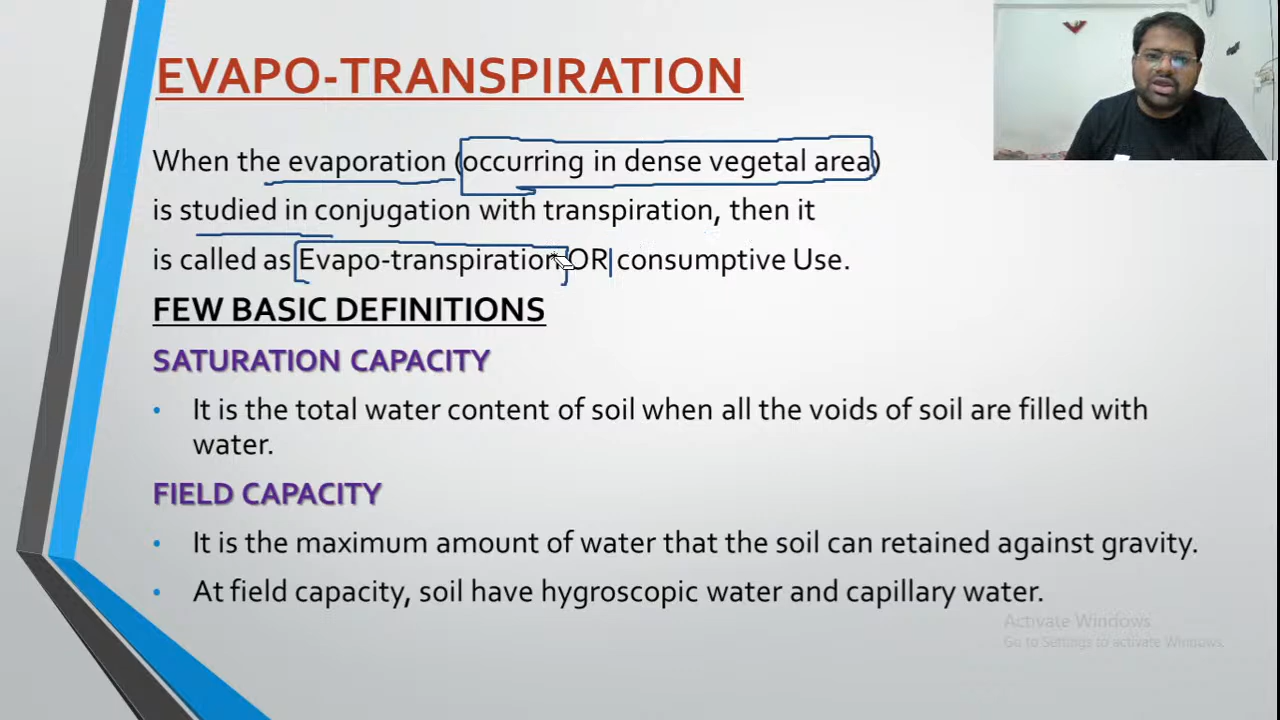 EVAPO-TRANSPIRATION
When the evaporation (occurring in dense vegetal area)
is studied in conjugation with transpiration, then it
is called as Evapo-transpiration OR consumptive Use.
FEW BASIC DEFINITIONS
SATURATION CAPACITY
• It is the total water content of soil when all the voids of soil are filled with
water.
FIELD CAPACITY
• It is the maximum amount of water that the soil can retained against gravity.
• At field capacity, soil have hygroscopic water and capillary water.
Activate Windows
Go to Settings to activate Windows.